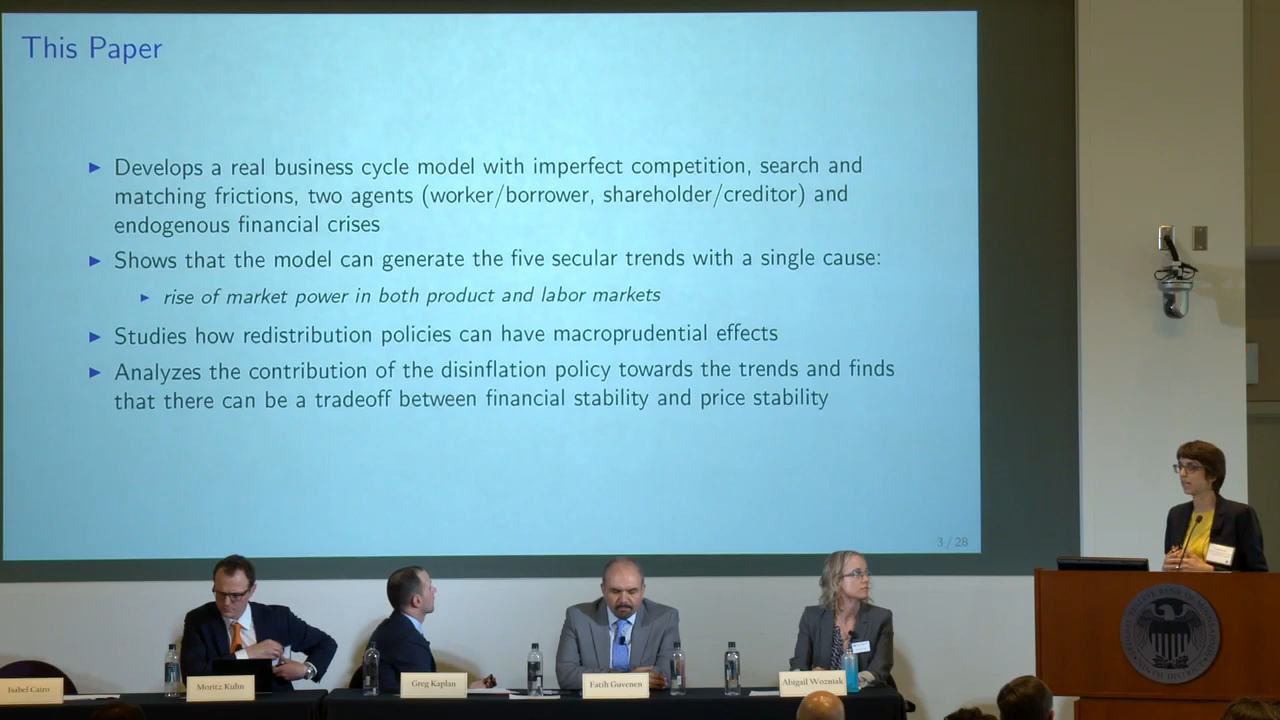 This Paper
Develops a real business cycle model with imperfect competition, search and
matching frictions, two agents (worker/borrower, shareholder/creditor) and
endogenous financial crises
Shows that the model can generate the five secular trends with a single cause:
rise of market power in both product and labor markets
Studies how redistribution policies can have macroprudential effects
Analyzes the contribution of the disinflation policy towards the trends and finds
that there can be a tradeoff between financial stability and price stability
3 / 28
Isabel Cairo
Moritz Kuhn
Greg Kaplan
Fatih Guvenen
Abigail Wozniak